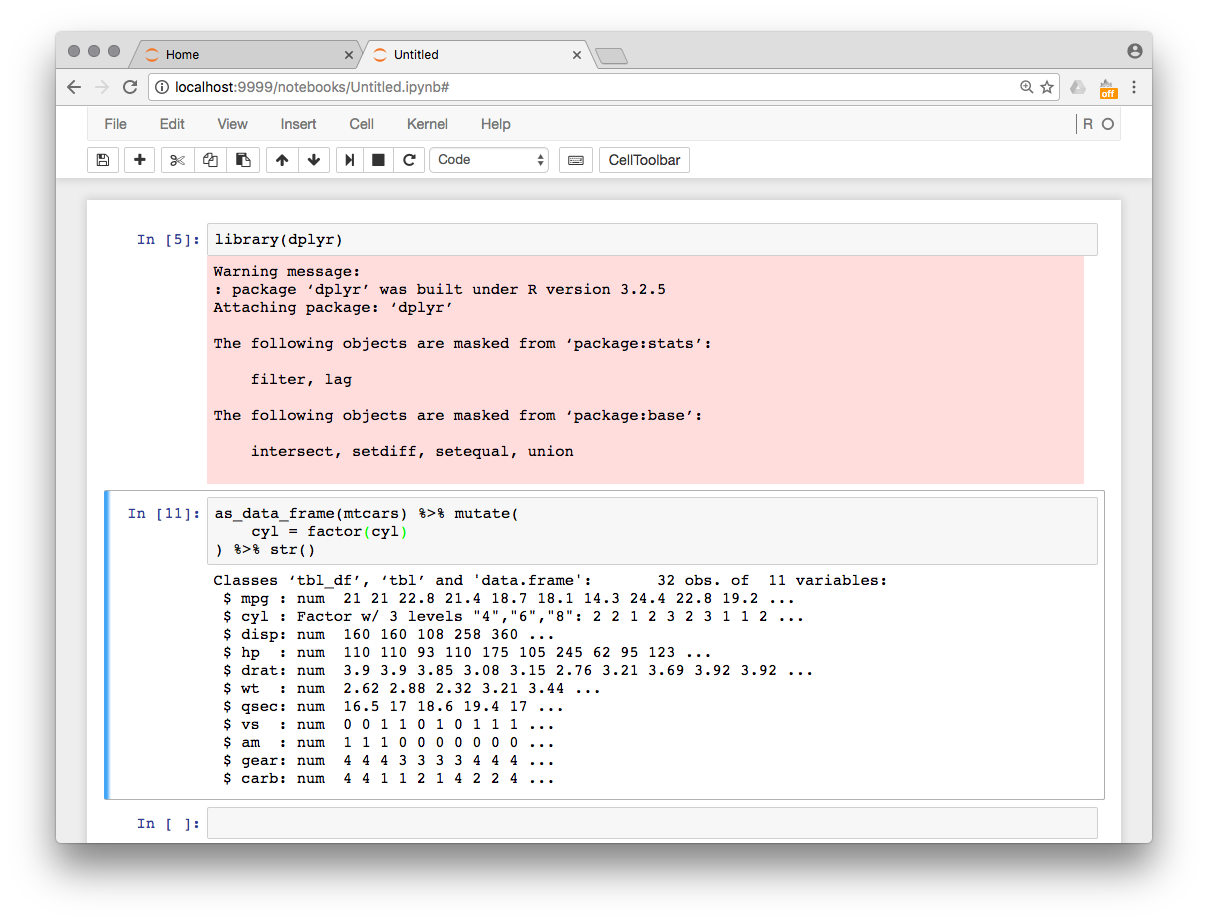 Home
Untitled
localhost:9999/notebooks/Untitled.ipynb#
off
File Edit View Insert Cell Kernel Help
R
Code
CellToolbar
In [5]: library(dplyr)
Warning message:
: package ‘dplyr’ was built under R version 3.2.5
Attaching package: ‘dplyr’
The following objects are masked from ‘package:stats’:
    filter, lag
The following objects are masked from ‘package:base’:
    intersect, setdiff, setequal, union
In [11]: as_data_frame(mtcars) %>% mutate(
    cyl = factor(cyl)
) %>% str()
Classes ‘tbl_df’, ‘tbl’ and 'data.frame':       32 obs. of  11 variables:
 $ mpg : num  21 21 22.8 21.4 18.7 18.1 14.3 24.4 22.8 19.2 ...
 $ cyl : Factor w/ 3 levels "4","6","8": 2 2 1 2 3 2 3 1 1 2 ...
 $ disp: num  160 160 108 258 360 ...
 $ hp  : num  110 110 93 110 175 105 245 62 95 123 ...
 $ drat: num  3.9 3.9 3.85 3.08 3.15 2.76 3.21 3.69 3.92 3.92 ...
 $ wt  : num  2.62 2.88 2.32 3.21 3.44 ...
 $ qsec: num  16.5 17 18.6 19.4 17 ...
 $ vs  : num  0 0 1 1 0 1 0 1 1 1 ...
 $ am  : num  1 1 1 0 0 0 0 0 0 0 ...
 $ gear: num  4 4 4 3 3 3 3 4 4 4 ...
 $ carb: num  4 4 1 1 2 1 4 2 2 4 ...
In [ ]: